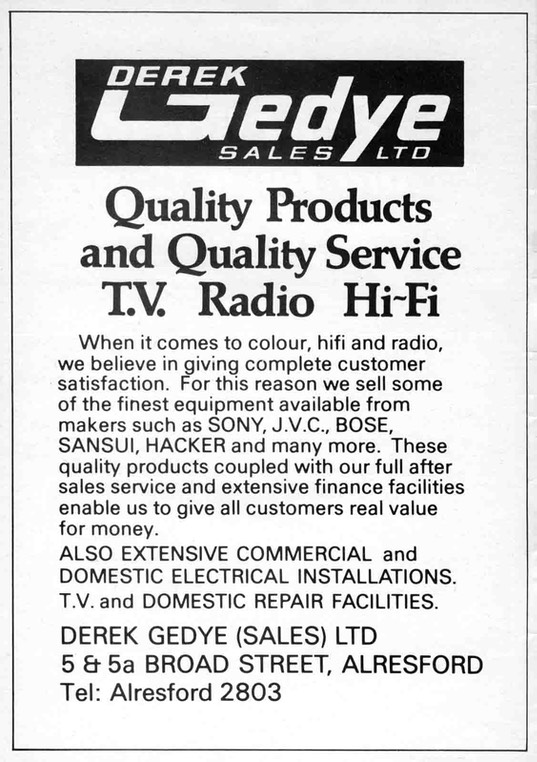 DEREK
Gedye
SALES LTD
Quality Products
and Quality Service
T.V. Radio Hi-Fi
When it comes to colour, hifi and radio,
we believe in giving complete customer
satisfaction. For this reason we sell some
of the finest equipment available from
makers such as SONY, J.V.C., BOSE,
SANSUI, HACKER and many more. These
quality products coupled with our full after
sales service and extensive finance facilities
enable us to give all customers real value
for money.
ALSO EXTENSIVE COMMERCIAL and
DOMESTIC ELECTRICAL INSTALLATIONS.
T.V. and DOMESTIC REPAIR FACILITIES.
DEREK GEDYE (SALES) LTD
5 & 5a BROAD STREET, ALRESFORD
Tel: Alresford 2803